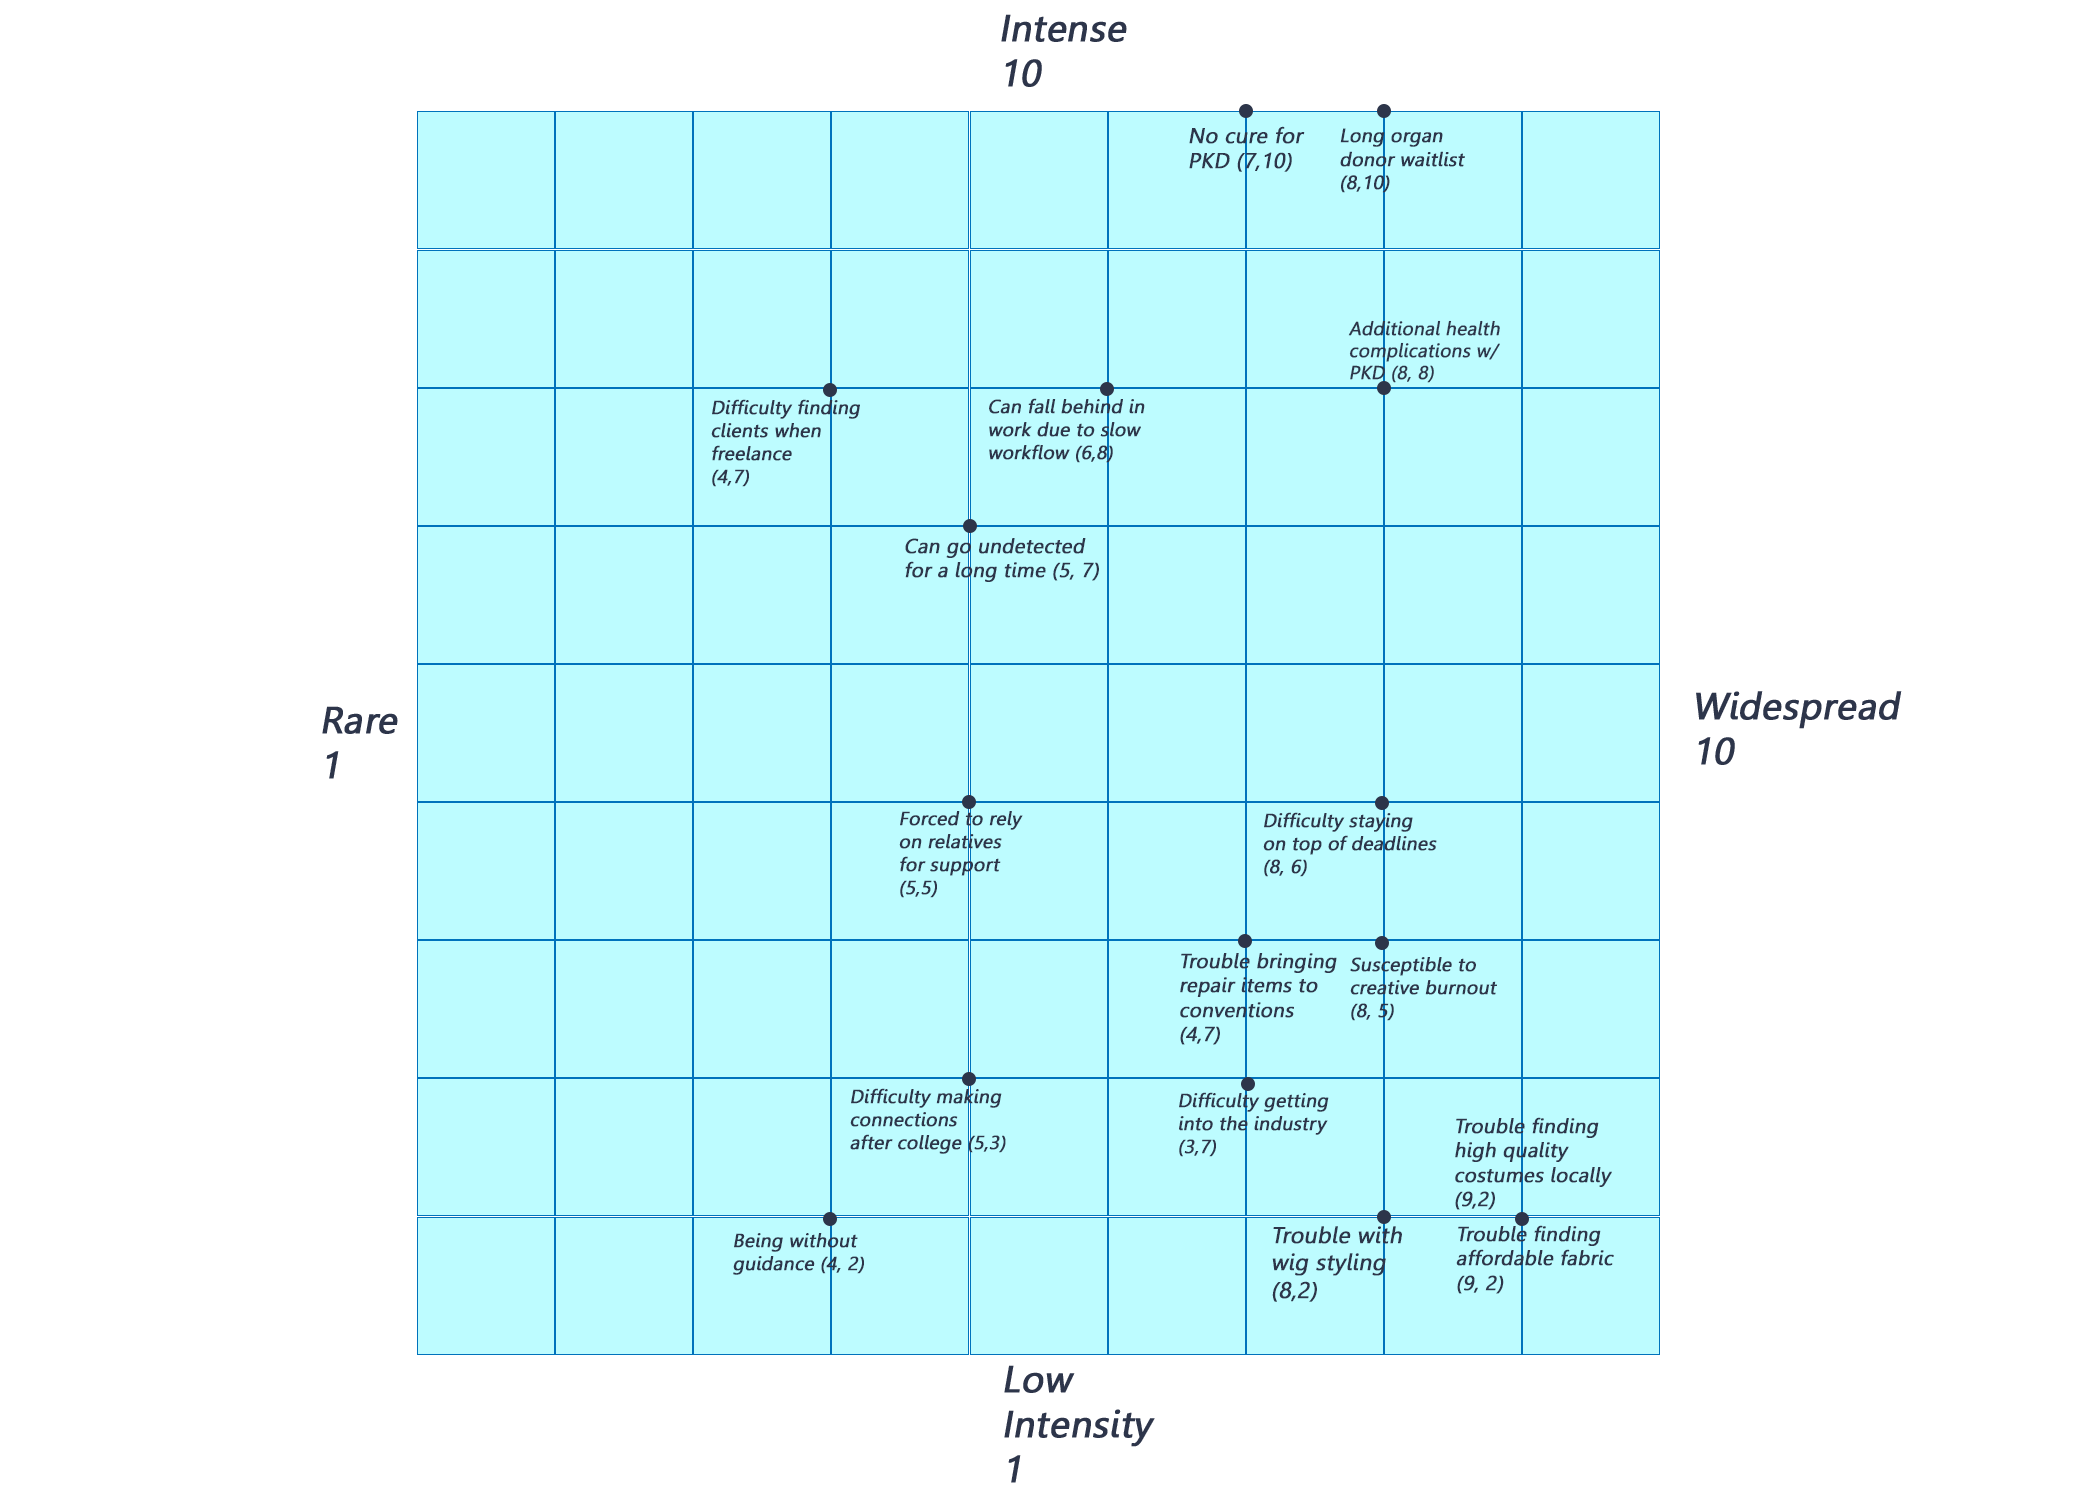 Intense
10
No cure for
PKD (7,10)
Long organ
donor waitlist
(8,10)
Additional health
complications w/
PKD (8, 8)
Difficulty finding
clients when
freelance
(4,7)
Can fall behind in
work due to slow
workflow (6,8)
Can go undetected
for a long time (5, 7)
Rare
1
Widespread
10
Forced to rely
on relatives
for support
(5,5)
Difficulty staying
on top of deadlines
(8, 6)
Trouble bringing
repair items to
conventions
(4,7)
Susceptible to
creative burnout
(8, 5)
Difficulty making
connections
after college (5,3)
Difficulty getting
into the industry
(3,7)
Trouble finding
high quality
costumes locally
(9,2)
Being without
guidance (4, 2)
Trouble with
wig styling
(8,2)
Trouble finding
affordable fabric
(9, 2)
Low
Intensity
1